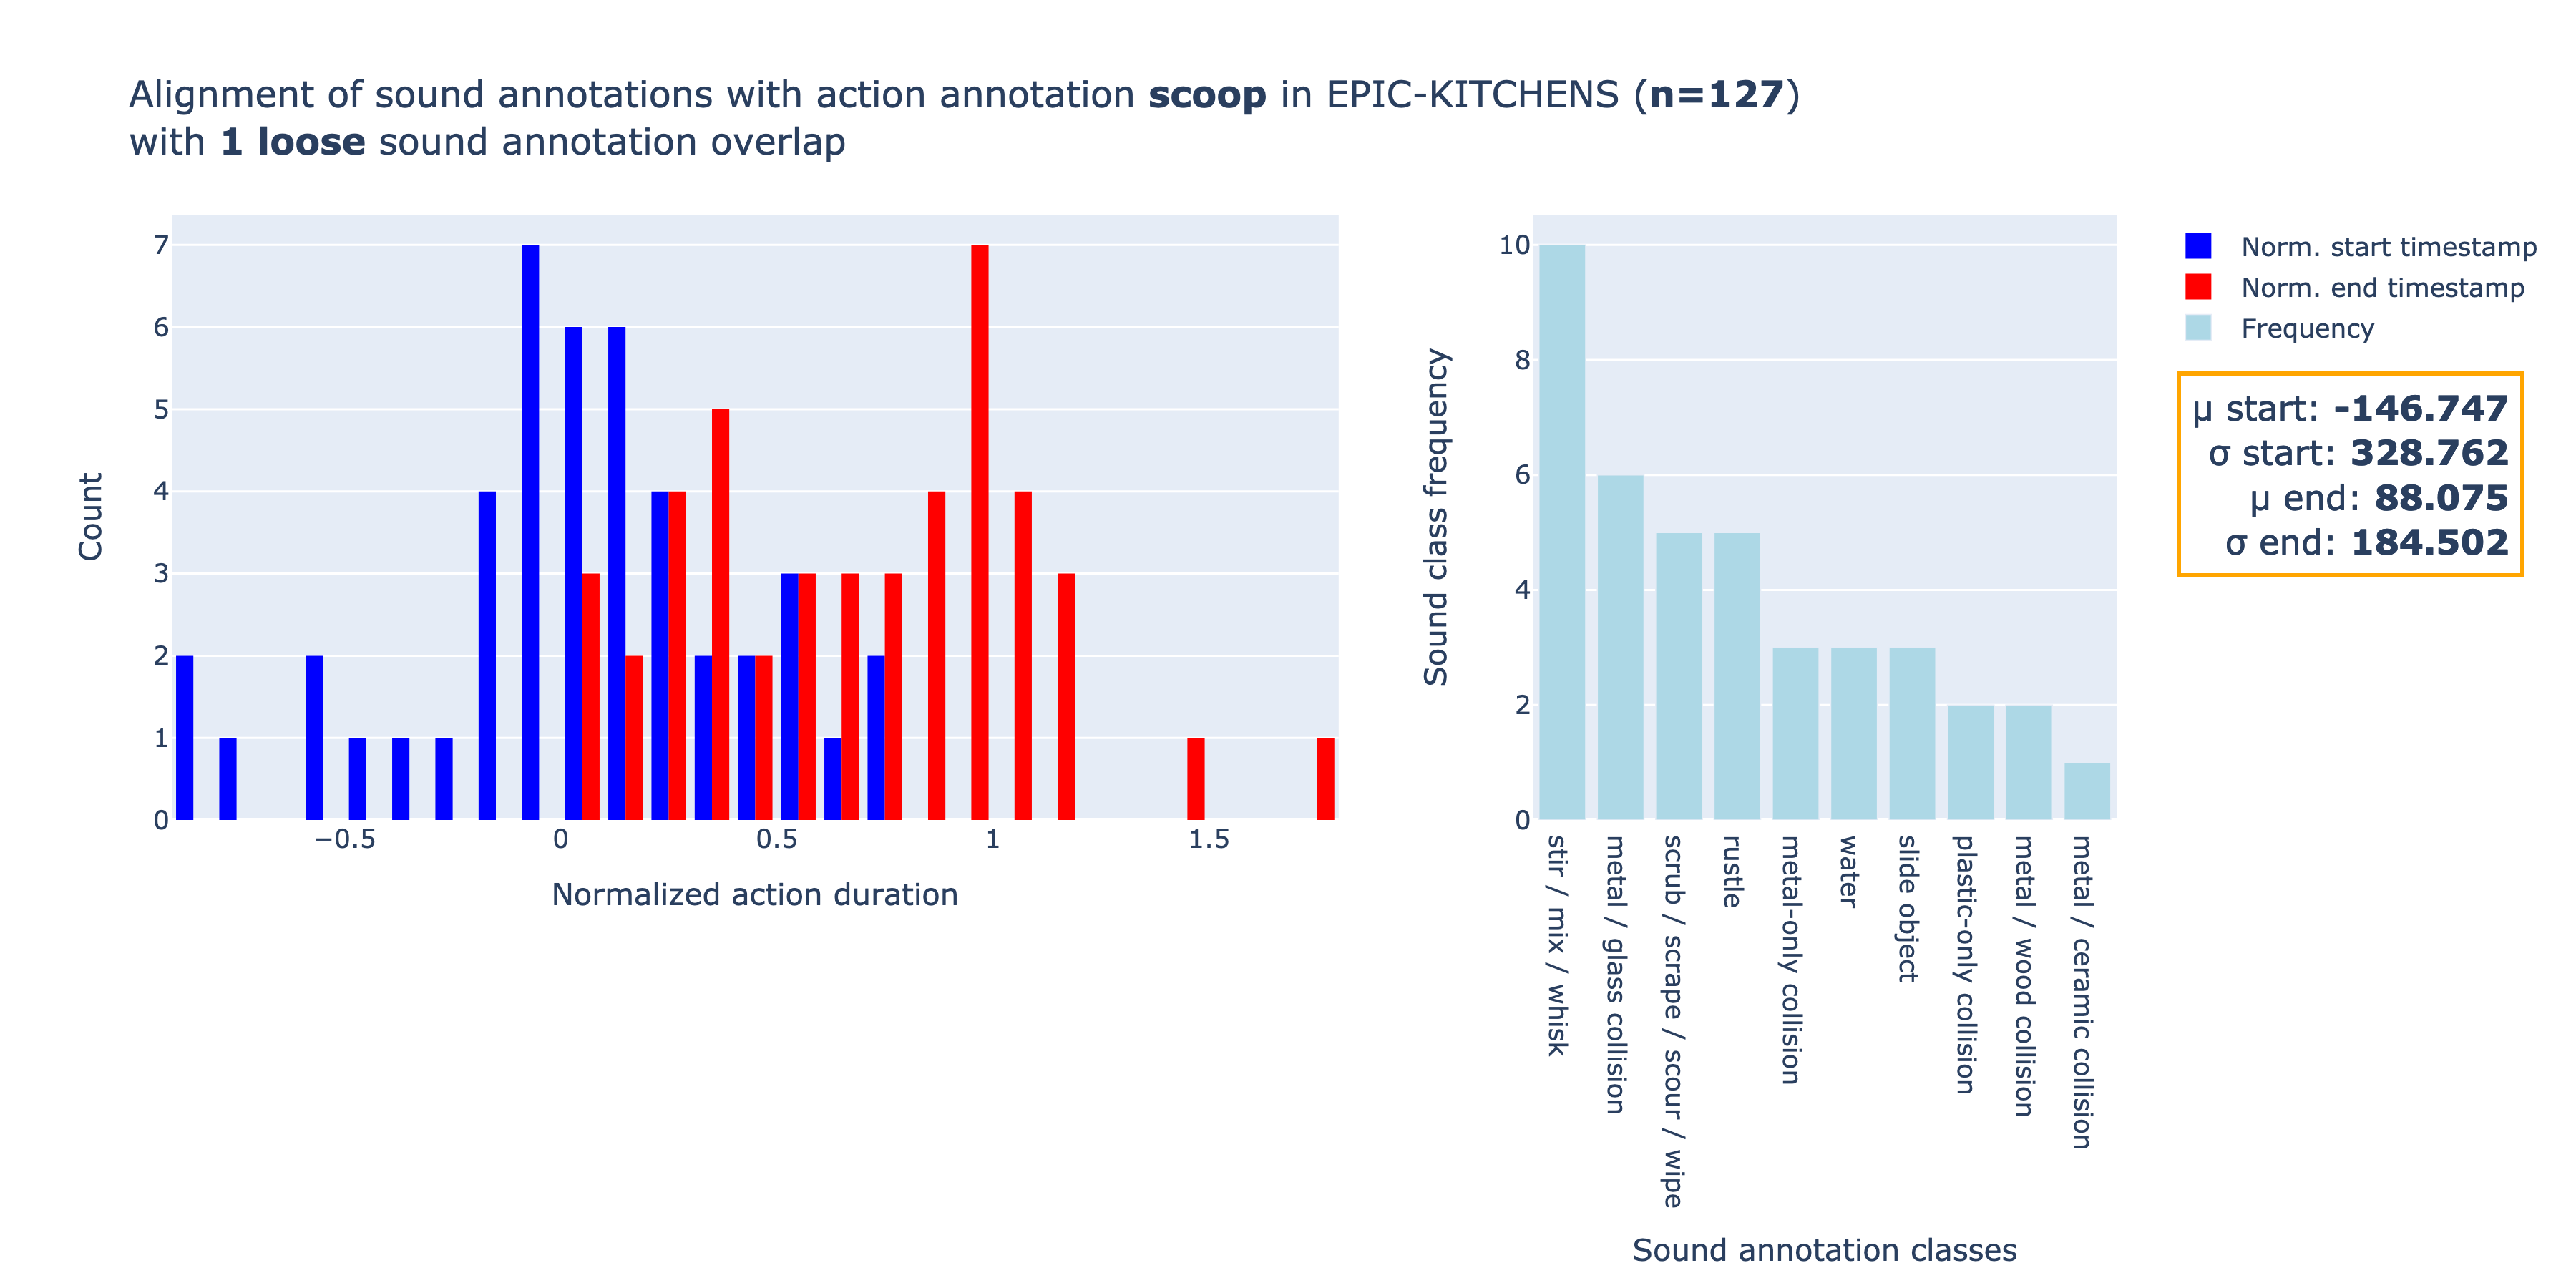 Alignment of sound annotations with action annotation scoop in EPIC-KITCHENS (n=127)
with 1 loose sound annotation overlap
7
6
5
4
3
2
1
0
Count
−0.5
0
0.5
1
1.5
Normalized action duration
10
8
6
4
2
0
Sound class frequency
stir / mix / whisk
metal / glass collision
scrub / scrape / scour / wipe
rustle
metal-only collision
water
slide object
plastic-only collision
metal / wood collision
metal / ceramic collision
Sound annotation classes
Norm. start timestamp
Norm. end timestamp
Frequency
μ start: -146.747
σ start: 328.762
μ end: 88.075
σ end: 184.502